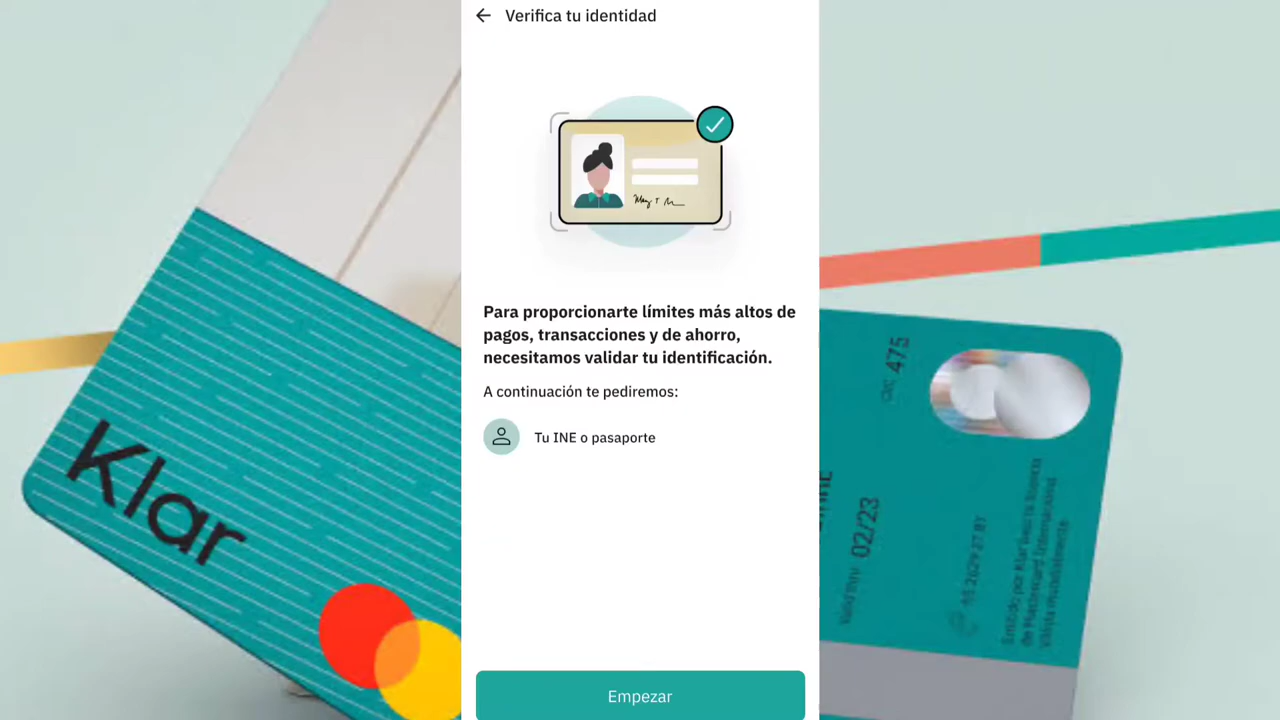 Verifica tu identidad
Para proporcionarte límites más altos de
pagos, transacciones y de ahorro,
necesitamos validar tu identificación.
A continuación te pediremos:
Tu INE o pasaporte
Empezar
Klar
475
02/23